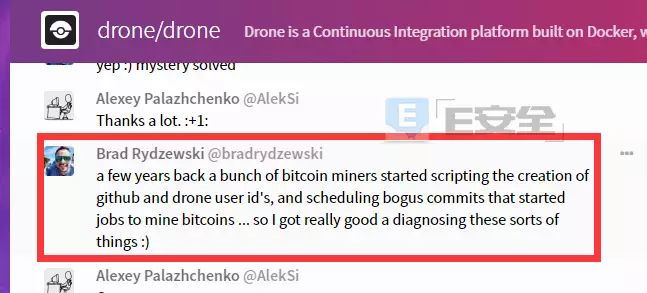 drone/drone Drone is a Continuous Integration platform built on Docker, w
yep :) mystery solved
Alexey Palazhchenko @AlekSi
Thanks a lot. :+1:
E安全
Brad Rydzewski @bradrydzewski
a few years back a bunch of bitcoin miners started scripting the creation of
github and drone user id's, and scheduling bogus commits that started
jobs to mine bitcoins ... so I got really good a diagnosing these sorts of
things :)
Alexey Palazhchenko @AlekSi